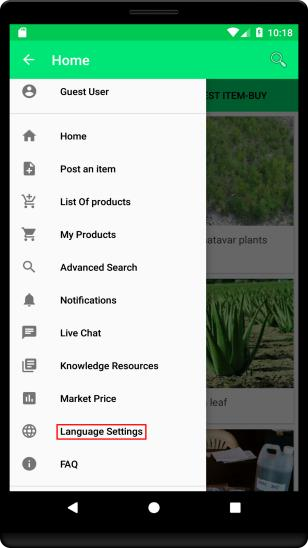 10:18
Home
Guest User
EST ITEM-BUY
Home
Post an item
List Of products
My Products
atavar plants
Advanced Search
Notifications
Live Chat
Knowledge Resources
Market Price
leaf
Language Settings
FAQ